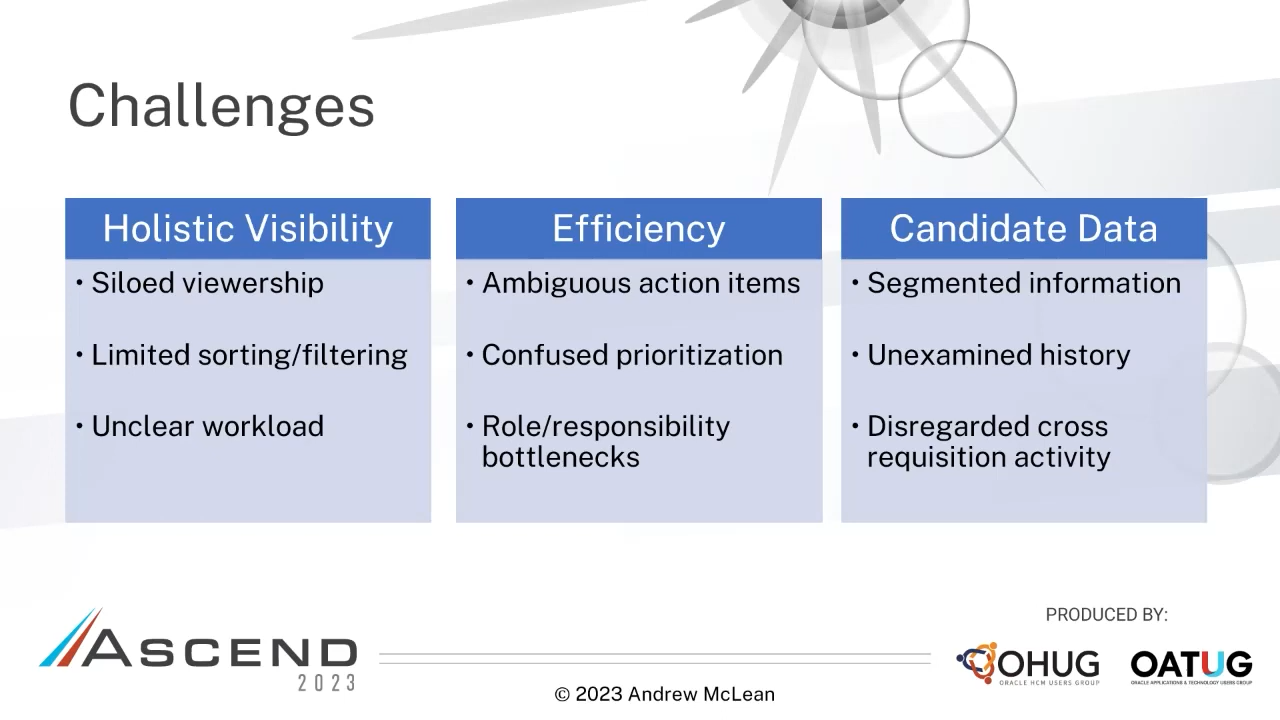 Challenges
Holistic Visibility
• Siloed viewership
• Limited sorting/filtering
• Unclear workload
Efficiency
• Ambiguous action items
• Confused prioritization
• Role/responsibility
bottlenecks
Candidate Data
• Segmented information
• Unexamined history
• Disregarded cross
requisition activity
ASCEND
2023
© 2023 Andrew McLean
PRODUCED BY:
OHUG
ORACLE HCM USERS GROUP
OATUG
ORACLE APPLICATIONS & TECHNOLOGY USERS GROUP